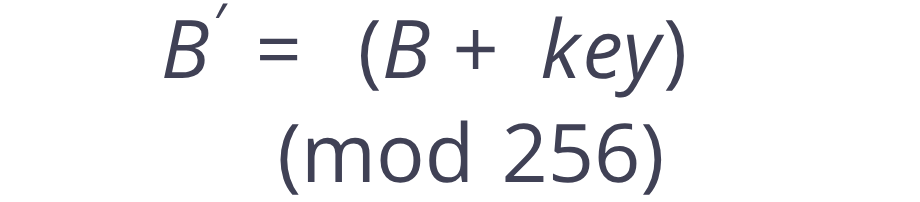 B′ = (B + key)
(mod 256)